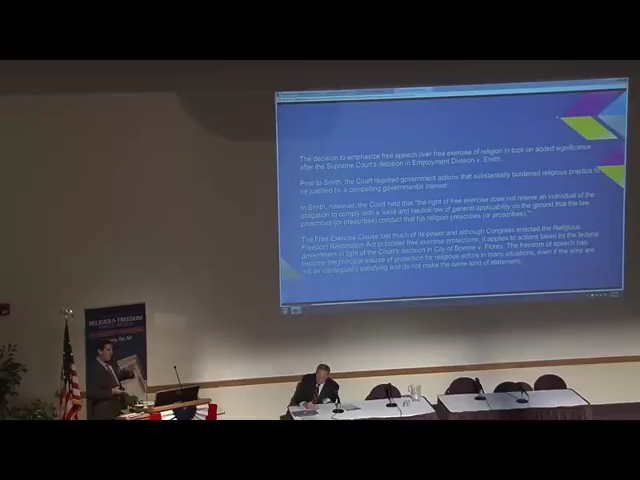 The decision to emphasize free speech over free exercise of religion in took on added significance
after the Supreme Court's decision in Employment Division v. Smith.
Prior to Smith, the Court required government actions that substantially burdened religious practice to
be justified by a compelling governmental interest
In Smith, however, the Court held that "the right of free exercise does not relieve an individual of the
obligation to comply with a 'valid and neutral law of general applicability on the ground that the law
proscribes (or prescribes) conduct that his religion prescribes (or proscribes).'"
The Free Exercise Clause lost much of its power and although Congress enacted the Religious
Freedom Restoration Act to bolster free exercise protections, it applies to actions taken by the federal
government in light of the Court's decision in City of Boerne v. Flores. The freedom of speech has
become the principal source of protection for religious actors in many situations, even if the wins are
not as ideologically satisfying and do not make the same kind of statement.
RELIGIOUS FREEDOM